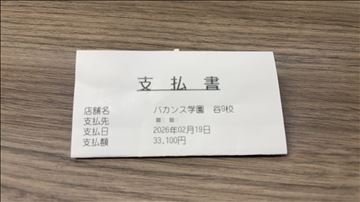 支払書
店舗名 バカンス学園 谷9校
支払先
支払日 2026年02月19日
支払額 33,100円